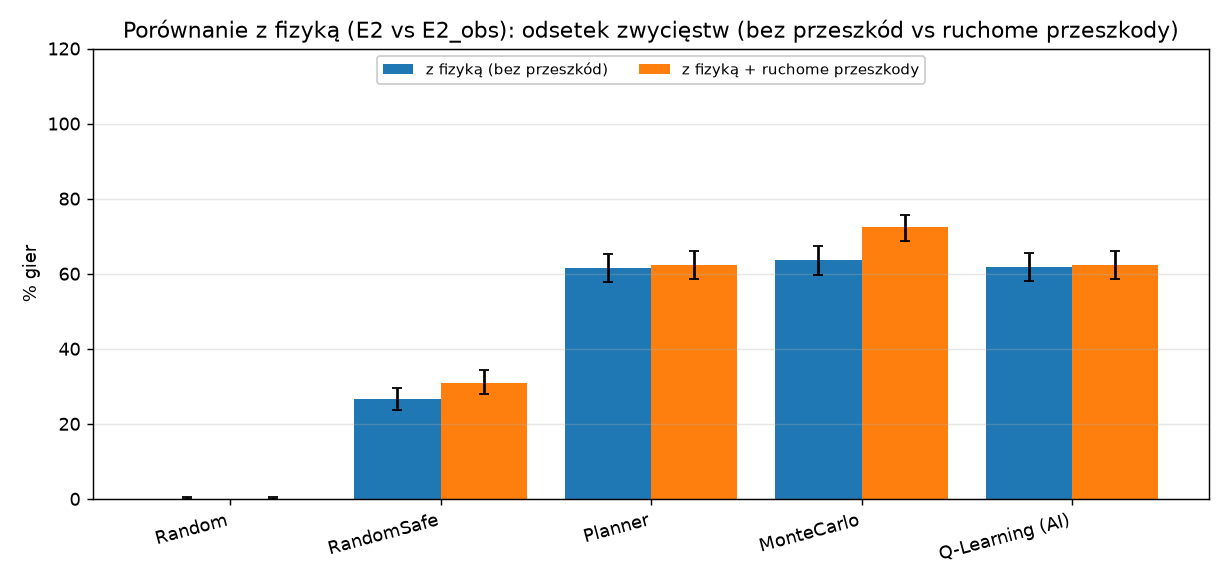 Porównanie z fizyką (E2 vs E2_obs): odsetek zwycięstw (bez przeszkód vs ruchome przeszkody)
z fizyką (bez przeszkód)
z fizyką + ruchome przeszkody
% gier
120
100
80
60
40
20
0
Random
RandomSafe
Planner
MonteCarlo
Q-Learning (AI)